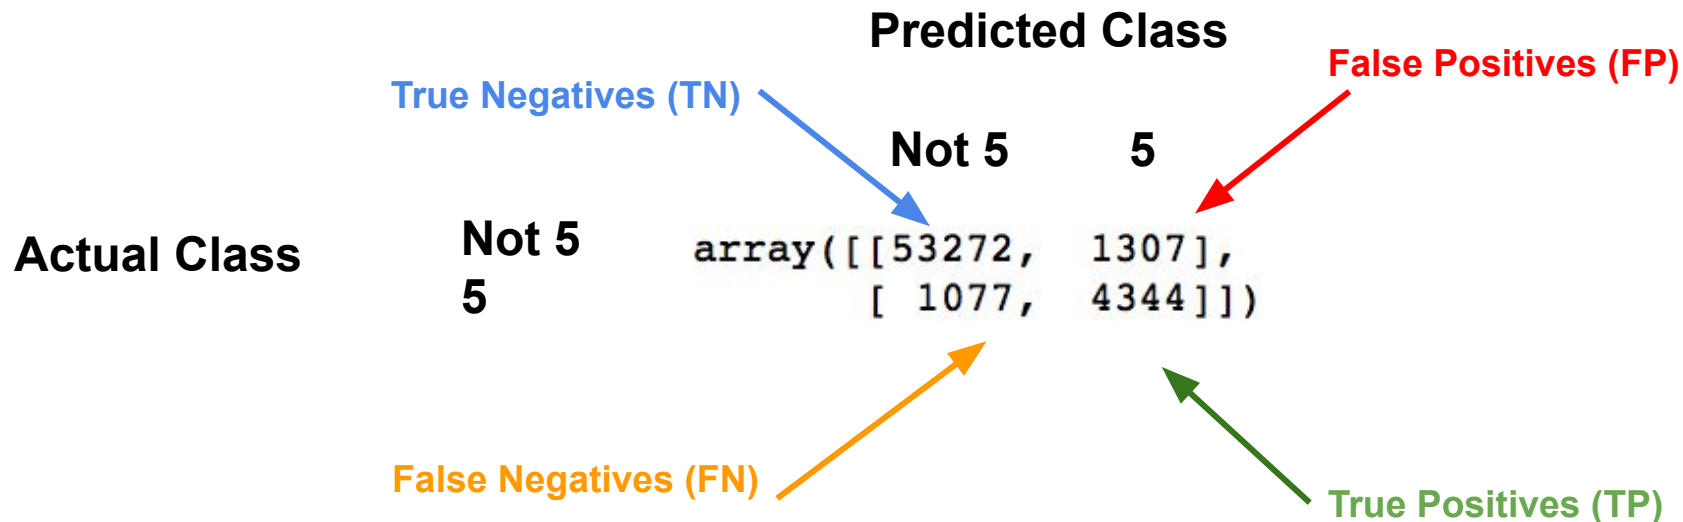 Predicted Class
False Positives (FP)
True Negatives (TN)
Not 5 5
Actual Class
Not 5
5
array([[53272, 1307],
[ 1077, 4344]])
False Negatives (FN)
True Positives (TP)